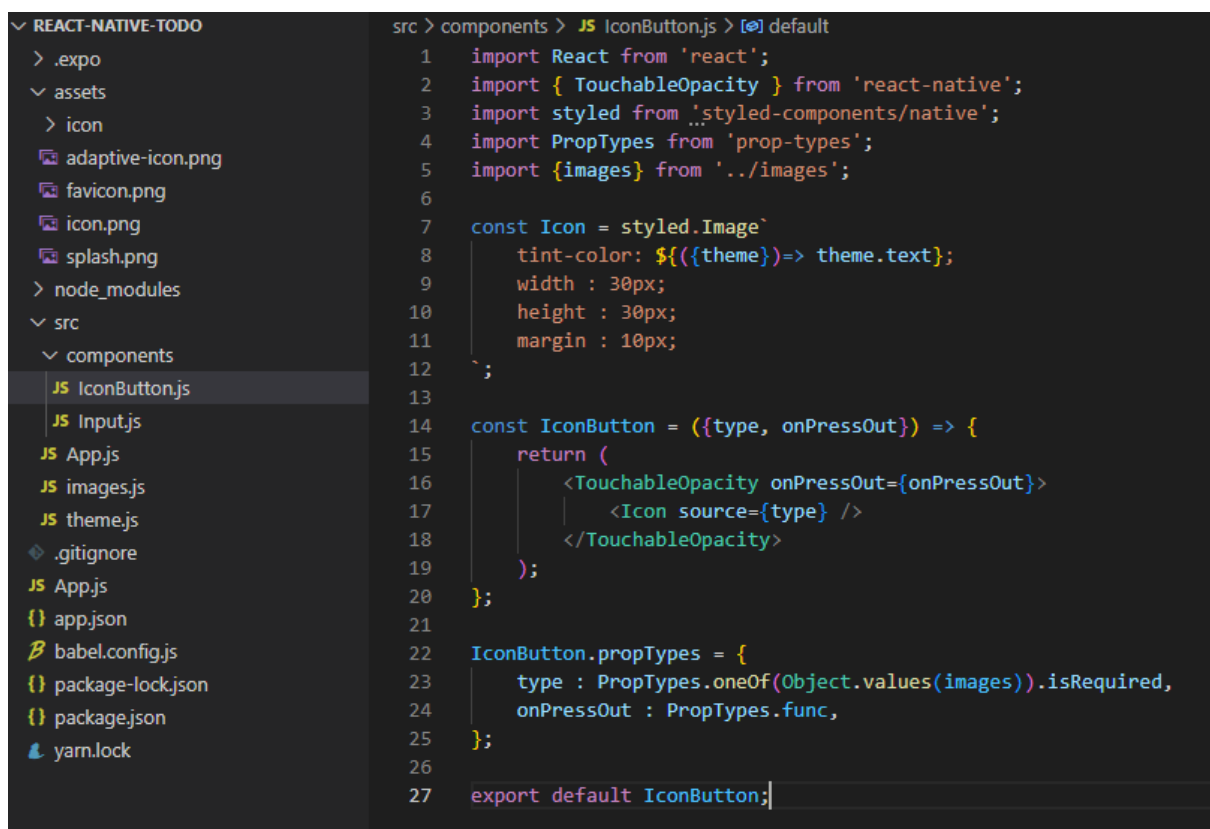 REACT-NATIVE-TODO
.expo
assets
icon
adaptive-icon.png
favicon.png
icon.png
splash.png
node_modules
src
components
JS IconButton.js
JS Input.js
JS App.js
JS images.js
JS theme.js
.gitignore
JS App.js
{} app.json
babel.config.js
{} package-lock.json
{} package.json
yarn.lock
src > components > JS IconButton.js > default
1 import React from 'react';
2 import { TouchableOpacity } from 'react-native';
3 import styled from 'styled-components/native';
4 import PropTypes from 'prop-types';
5 import {images} from '../images';
6
7 const Icon = styled.Image`
8     tint-color: ${({theme})=> theme.text};
9     width : 30px;
10     height : 30px;
11     margin : 10px;
12 `;
13
14 const IconButton = ({type, onPressOut}) => {
15     return (
16         <TouchableOpacity onPressOut={onPressOut}>
17             <Icon source={type} />
18         </TouchableOpacity>
19     );
20 };
21
22 IconButton.propTypes = {
23     type : PropTypes.oneOf(Object.values(images)).isRequired,
24     onPressOut : PropTypes.func,
25 };
26
27 export default IconButton;